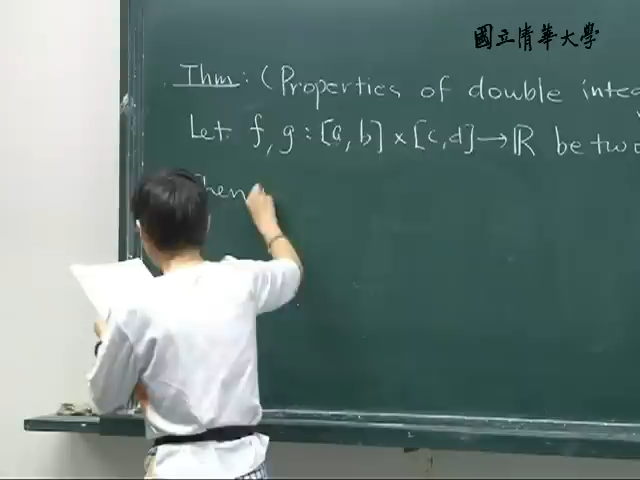 國立清華大學
Thm: (Properties of double integ
Let f, g : [a, b] × [c, d] → ℝ be two
Then